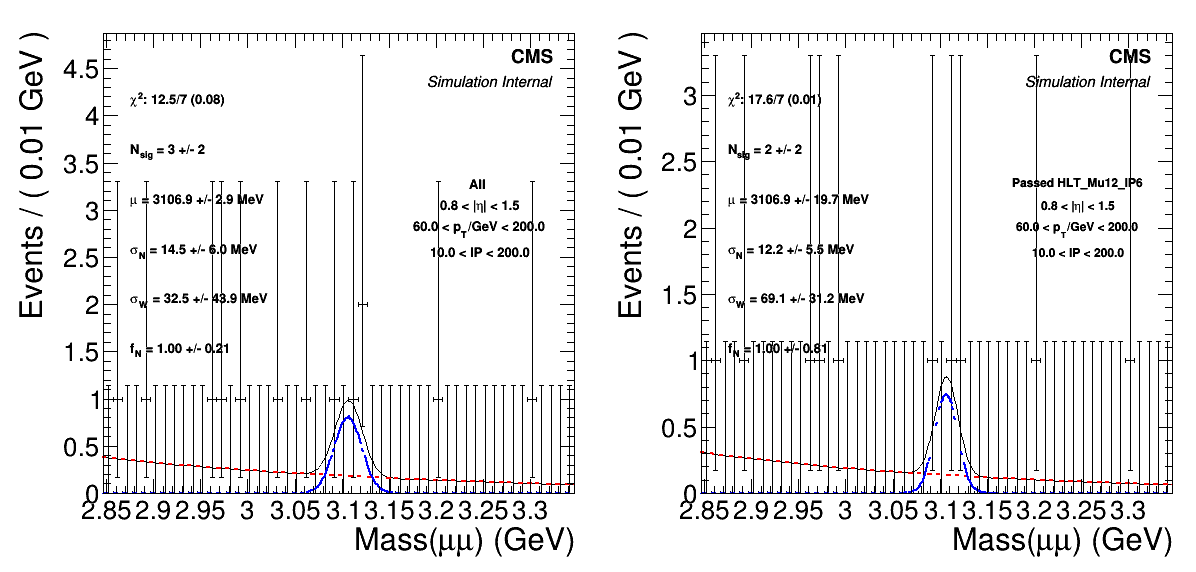 CMS
Simulation Internal
χ²: 12.5/7 (0.08)
N_sig = 3 +/- 2
μ = 3106.9 +/- 2.9 MeV
σ_N = 14.5 +/- 6.0 MeV
σ_W = 32.5 +/- 43.9 MeV
f_N = 1.00 +/- 0.21
All
0.8 < |η| < 1.5
60.0 < p_T/GeV < 200.0
10.0 < IP < 200.0
Events / ( 0.01 GeV )
4.5
4
3.5
3
2.5
2
1.5
1
0.5
0
2.85 2.9 2.95 3 3.05 3.1 3.15 3.2 3.25 3.3
Mass(μμ) (GeV)
CMS
Simulation Internal
χ²: 17.6/7 (0.01)
N_sig = 2 +/- 2
μ = 3106.9 +/- 19.7 MeV
σ_N = 12.2 +/- 5.5 MeV
σ_W = 69.1 +/- 31.2 MeV
f_N = 1.00 +/- 0.81
Passed HLT_Mu12_IP6
0.8 < |η| < 1.5
60.0 < p_T/GeV < 200.0
10.0 < IP < 200.0
Events / ( 0.01 GeV )
3
2.5
2
1.5
1
0.5
0
2.85 2.9 2.95 3 3.05 3.1 3.15 3.2 3.25 3.3
Mass(μμ) (GeV)